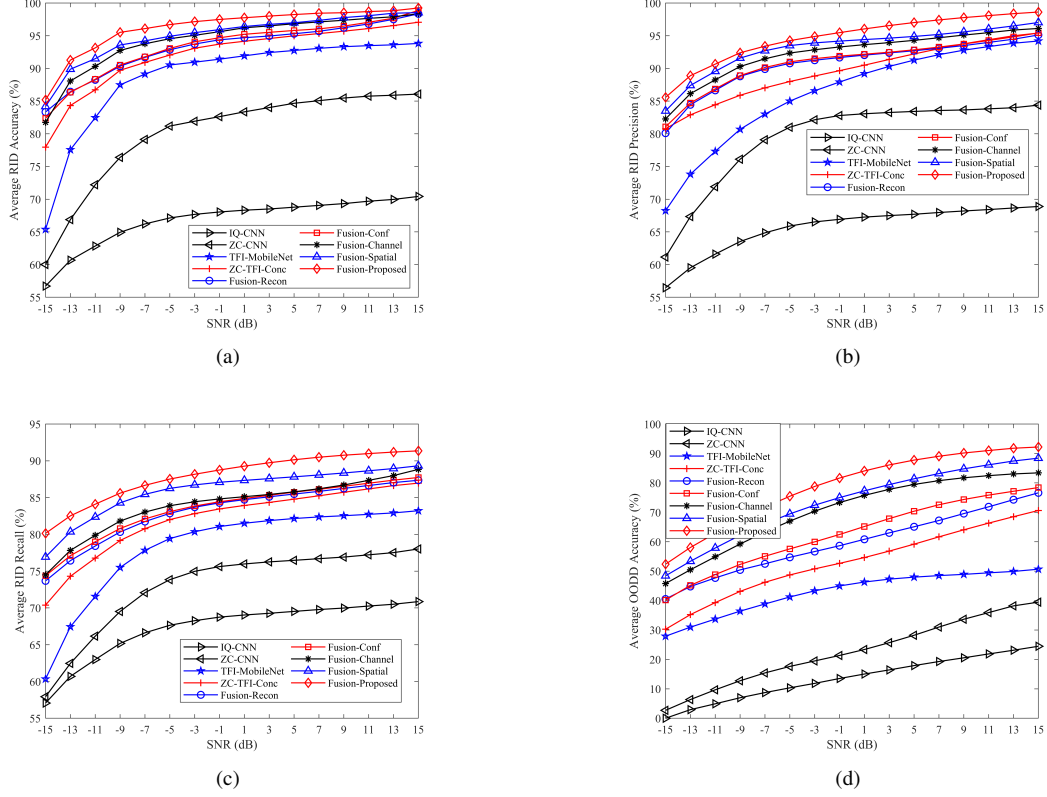 Average RID Accuracy (%)
100
95
90
85
80
75
70
65
60
55
-15 -13 -11 -9 -7 -5 -3 -1 1 3 5 7 9 11 13 15
SNR (dB)
IQ-CNN
ZC-CNN
TFI-MobileNet
ZC-TFI-Conc
Fusion-Recon
Fusion-Conf
Fusion-Channel
Fusion-Spatial
Fusion-Proposed
(a)
Average RID Precision (%)
100
95
90
85
80
75
70
65
60
55
-15 -13 -11 -9 -7 -5 -3 -1 1 3 5 7 9 11 13 15
SNR (dB)
IQ-CNN
ZC-CNN
TFI-MobileNet
ZC-TFI-Conc
Fusion-Recon
Fusion-Conf
Fusion-Channel
Fusion-Spatial
Fusion-Proposed
(b)
Average RID Recall (%)
95
90
85
80
75
70
65
60
55
-15 -13 -11 -9 -7 -5 -3 -1 1 3 5 7 9 11 13 15
SNR (dB)
IQ-CNN
ZC-CNN
TFI-MobileNet
ZC-TFI-Conc
Fusion-Recon
Fusion-Conf
Fusion-Channel
Fusion-Spatial
Fusion-Proposed
(c)
Average OODD Accuracy (%)
100
90
80
70
60
50
40
30
20
10
0
-15 -13 -11 -9 -7 -5 -3 -1 1 3 5 7 9 11 13 15
SNR (dB)
IQ-CNN
ZC-CNN
TFI-MobileNet
ZC-TFI-Conc
Fusion-Recon
Fusion-Conf
Fusion-Channel
Fusion-Spatial
Fusion-Proposed
(d)